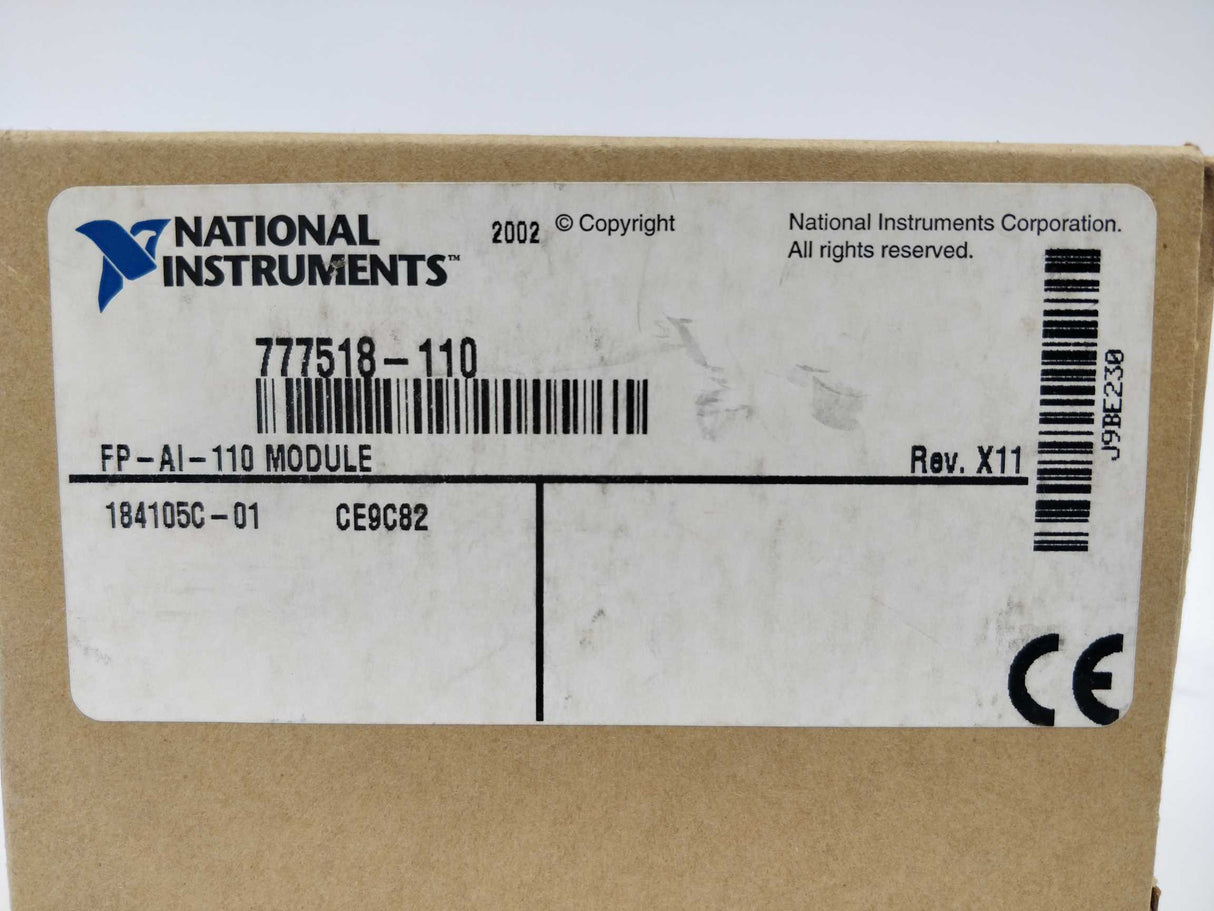 NATIONAL
INSTRUMENTS™
2002 © Copyright
National Instruments Corporation.
All rights reserved.
777518-110
FP-AI-110 MODULE
Rev. X11
J9BE230
184105C-01 CE9C82
CE